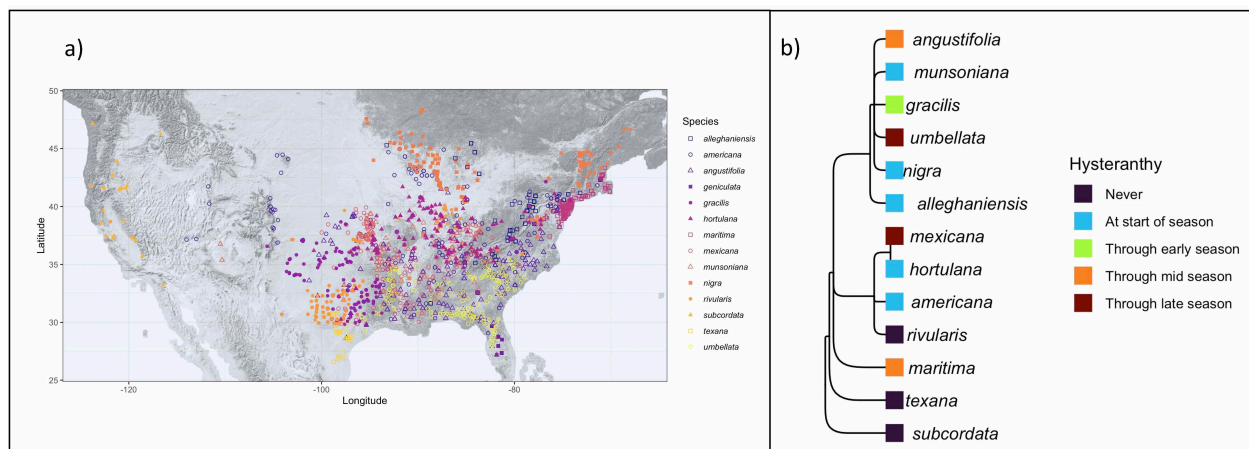 a)
50
45
40
35
30
25
Latitude
-120
-100
-80
Longitude
Species
alleghaniensis
americana
angustifolia
geniculata
gracilis
hortulana
maritima
mexicana
munsoniana
nigra
rivularis
subcordata
texana
umbellata
b)
angustifolia
munsoniana
gracilis
umbellata
nigra
alleghaniensis
mexicana
hortulana
americana
rivularis
maritima
texana
subcordata
Hysteranthy
Never
At start of season
Through early season
Through mid season
Through late season